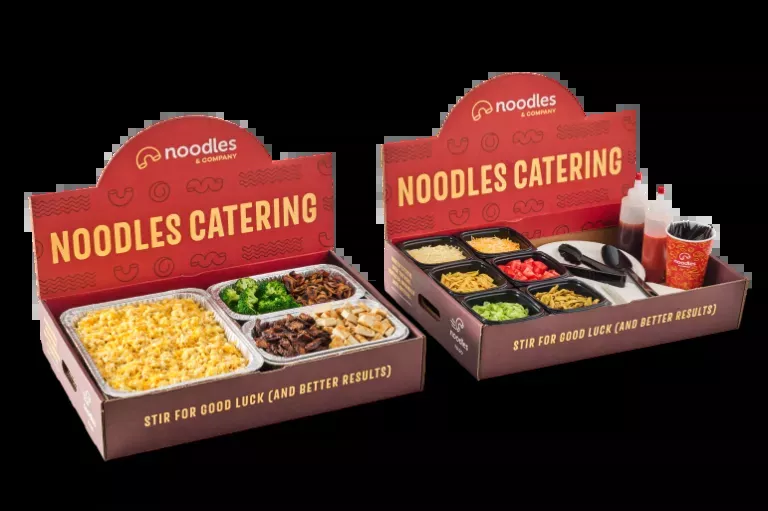 noodles
& COMPANY
NOODLES CATERING
STIR FOR GOOD LUCK (AND BETTER RESULTS)
noodles
& COMPANY
NOODLES CATERING
noodles
noodles
STIR FOR GOOD LUCK (AND BETTER RESULTS)